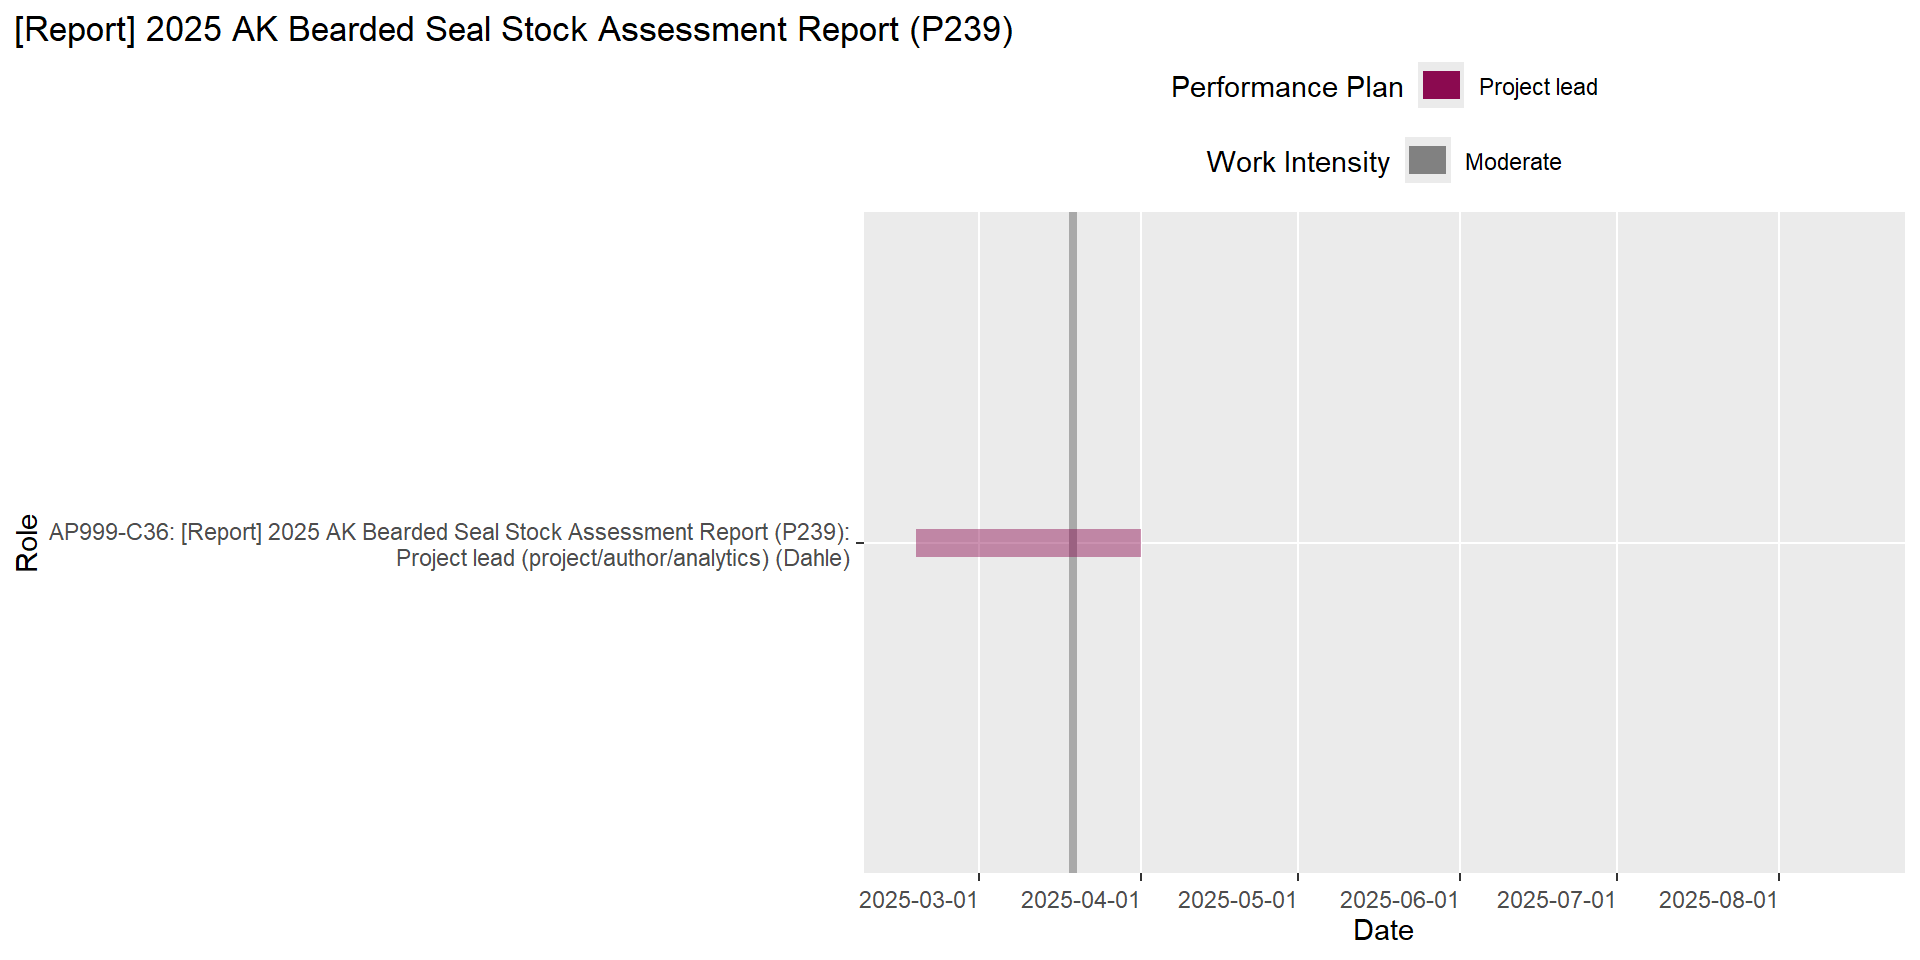 [Report] 2025 AK Bearded Seal Stock Assessment Report (P239)
Performance Plan Project lead
Work Intensity Moderate
Role
AP999-C36: [Report] 2025 AK Bearded Seal Stock Assessment Report (P239):
Project lead (project/author/analytics) (Dahle)
2025-03-01 2025-04-01 2025-05-01 2025-06-01 2025-07-01 2025-08-01
Date